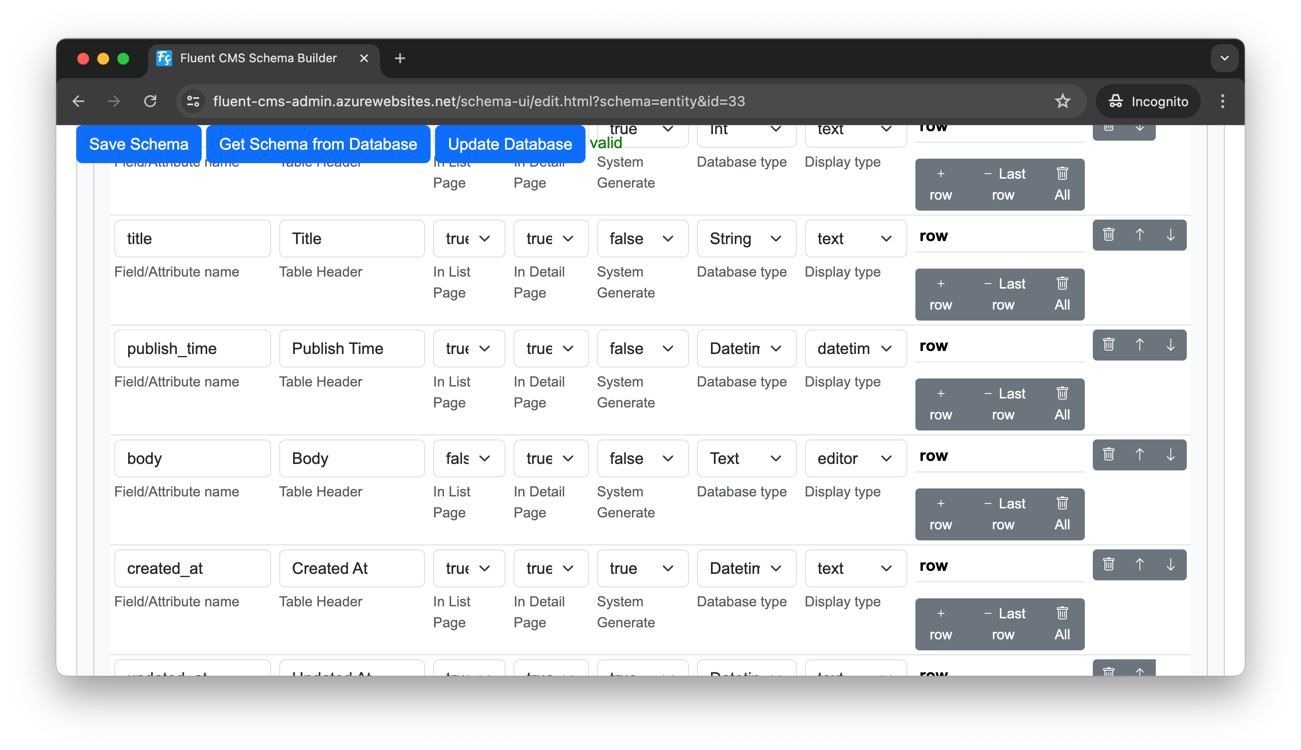 Fluent CMS Schema Builder
fluent-cms-admin.azurewebsites.net/schema-ui/edit.html?schema=entity&id=33
Incognito
Save Schema Get Schema from Database Update Database valid true Int text row
Field/Attribute name Table Header In List Page In Detail Page System Generate Database type Display type
+ row − Last row All
title Title true true false String text row
Field/Attribute name Table Header In List Page In Detail Page System Generate Database type Display type
+ row − Last row All
publish_time Publish Time true true false Datetim datetim row
Field/Attribute name Table Header In List Page In Detail Page System Generate Database type Display type
+ row − Last row All
body Body fals true false Text editor row
Field/Attribute name Table Header In List Page In Detail Page System Generate Database type Display type
+ row − Last row All
created_at Created At true true true Datetim text row
Field/Attribute name Table Header In List Page In Detail Page System Generate Database type Display type
+ row − Last row All
updated_at Updated At true true true Datetim text row